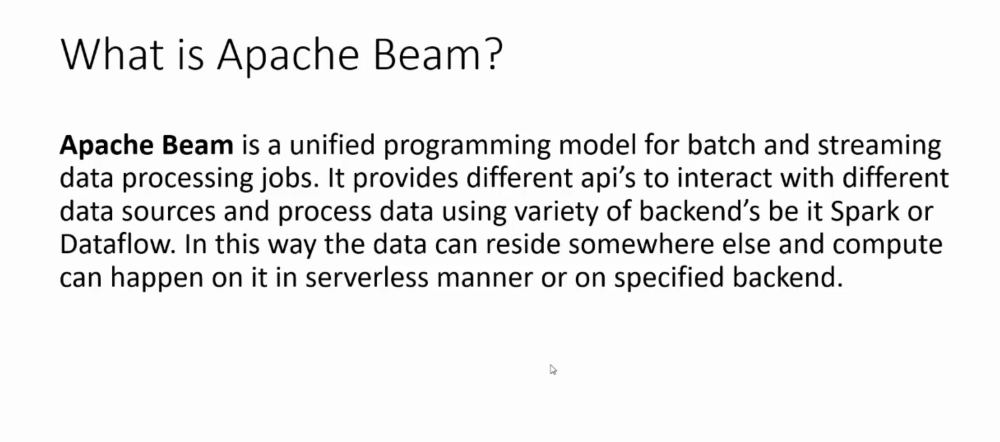 What is Apache Beam?
Apache Beam is a unified programming model for batch and streaming
data processing jobs. It provides different api’s to interact with different
data sources and process data using variety of backend’s be it Spark or
Dataflow. In this way the data can reside somewhere else and compute
can happen on it in serverless manner or on specified backend.